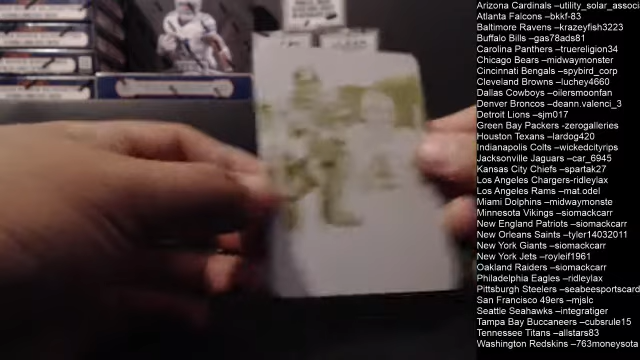 Arizona Cardinals –utility_solar_associ
Atlanta Falcons –bkkf-83
Baltimore Ravens –krazeyfish3223
Buffalo Bills –gas78ads81
Carolina Panthers –truereligion34
Chicago Bears –midwaymonster
Cincinnati Bengals –spybird_corp
Cleveland Browns –luchey4660
Dallas Cowboys –oilersmoonfan
Denver Broncos –deann.valenci_3
Detroit Lions –sjm017
Green Bay Packers -zerogalleries
Houston Texans –lardog420
Indianapolis Colts –wickedcityrips
Jacksonville Jaguars –car_6945
Kansas City Chiefs –spartak27
Los Angeles Chargers-ridleylax
Los Angeles Rams –mat.odel
Miami Dolphins –midwaymonste
Minnesota Vikings –siomackcarr
New England Patriots –siomackcarr
New Orleans Saints –tyler14032011
New York Giants –siomackcarr
New York Jets –royleif1961
Oakland Raiders –siomackcarr
Philadelphia Eagles –ridleylax
Pittsburgh Steelers –seabeesportscard
San Francisco 49ers –mjslc
Seattle Seahawks –integratiger
Tampa Bay Buccaneers –cubsrule15
Tennessee Titans –allstars83
Washington Redskins –763moneysota